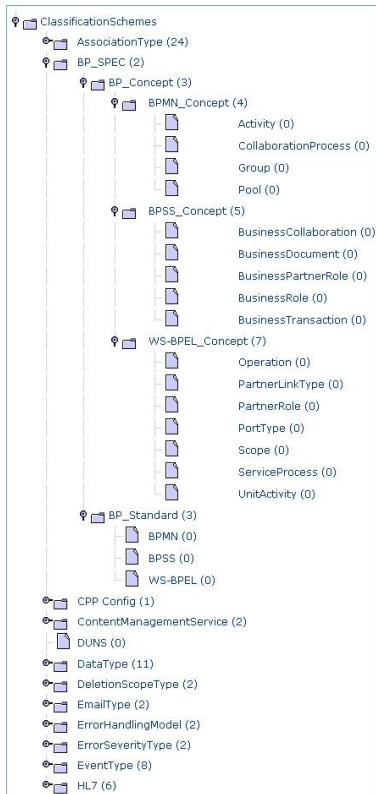 ClassificationSchemes
AssociationType (24)
BP_SPEC (2)
BP_Concept (3)
BPMN_Concept (4)
Activity (0)
CollaborationProcess (0)
Group (0)
Pool (0)
BPSS_Concept (5)
BusinessCollaboration (0)
BusinessDocument (0)
BusinessPartnerRole (0)
BusinessRole (0)
BusinessTransaction (0)
WS-BPEL_Concept (7)
Operation (0)
PartnerLinkType (0)
PartnerRole (0)
PortType (0)
Scope (0)
ServiceProcess (0)
UnitActivity (0)
BP_Standard (3)
BPMN (0)
BPSS (0)
WS-BPEL (0)
CPP Config (1)
ContentManagementService (2)
DUNS (0)
DataType (11)
DeletionScopeType (2)
EmailType (2)
ErrorHandlingModel (2)
ErrorSeverityType (2)
EventType (8)
HL7 (6)